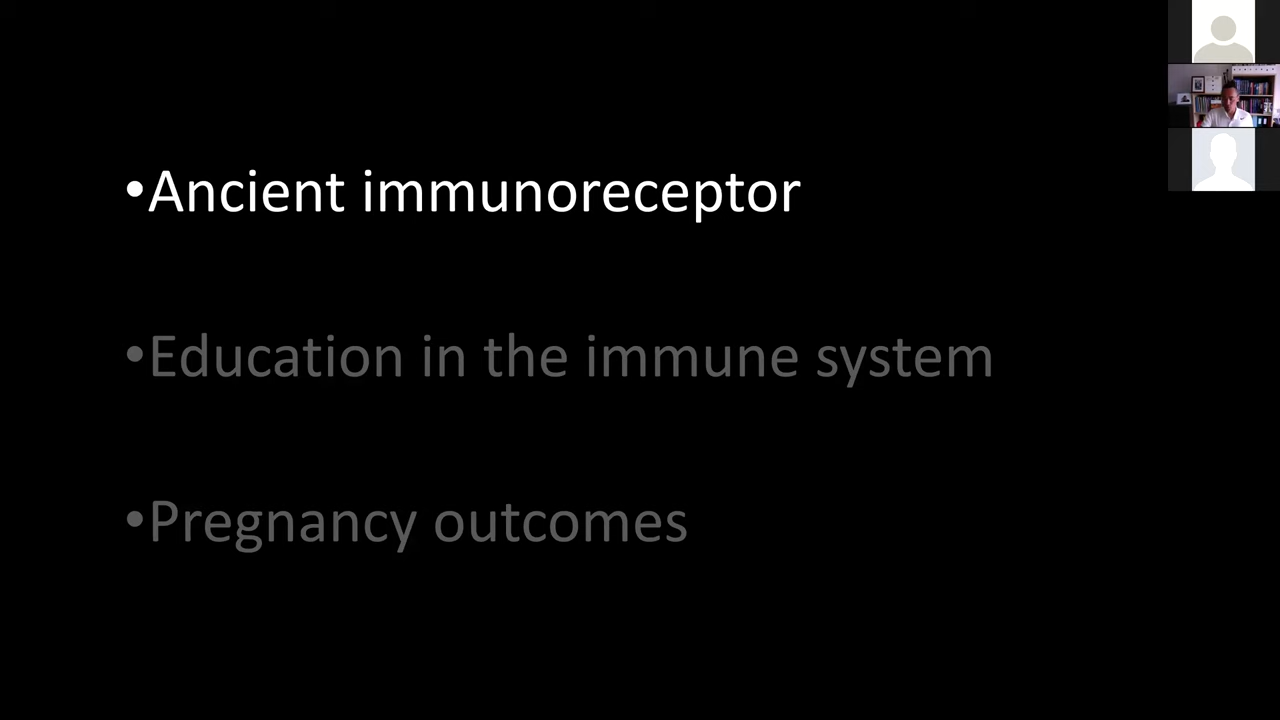 •Ancient immunoreceptor
•Education in the immune system
•Pregnancy outcomes